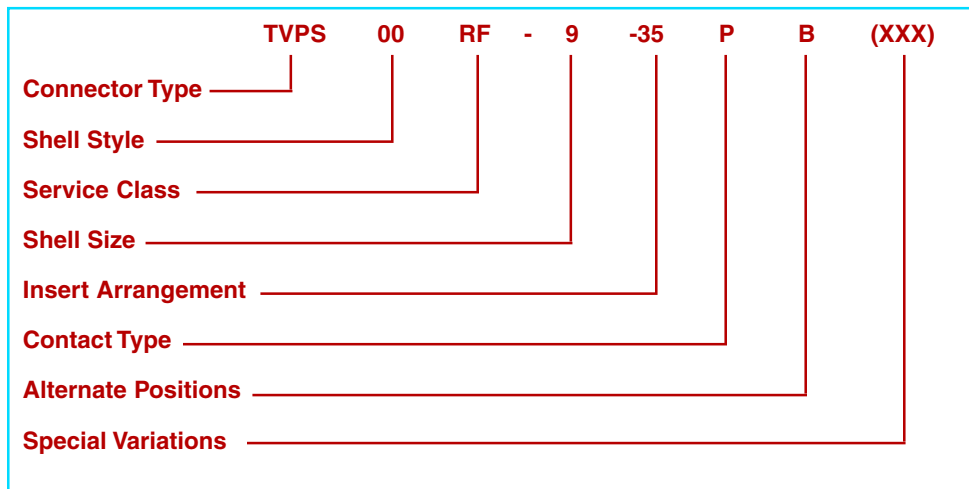 TVPS 00 RF - 9 -35 P B (XXX)
Connector Type
Shell Style
Service Class
Shell Size
Insert Arrangement
Contact Type
Alternate Positions
Special Variations